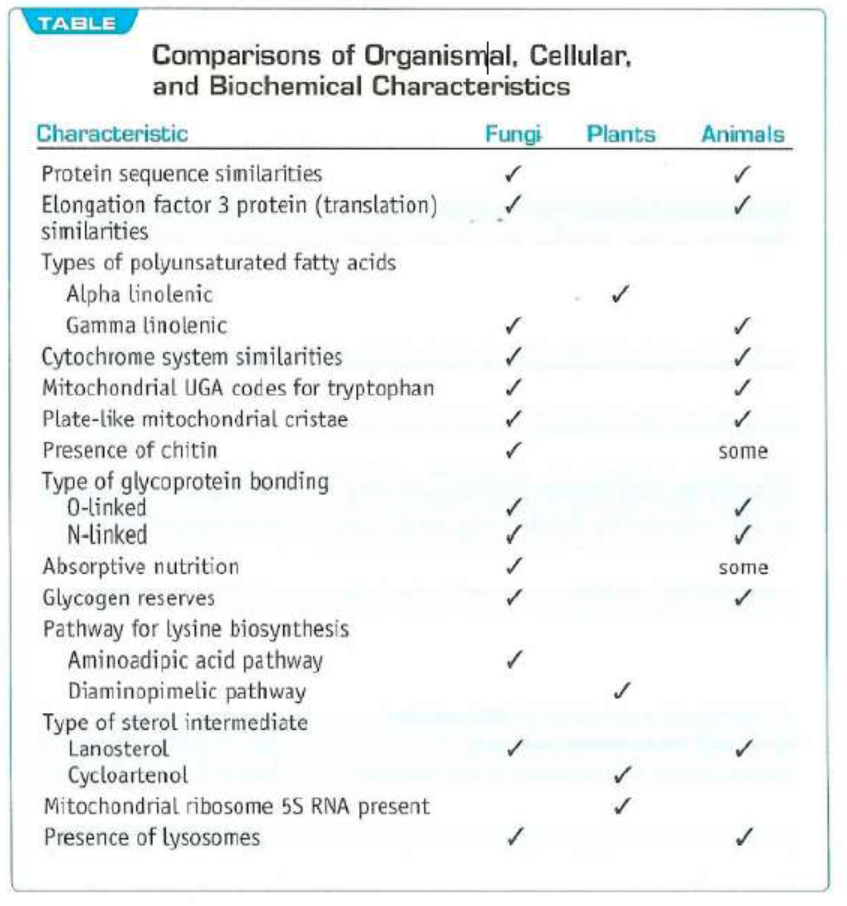 TABLE
Comparisons of Organismal, Cellular,
and Biochemical Characteristics
Characteristic Fungi Plants Animals
Protein sequence similarities ✓ ✓
Elongation factor 3 protein (translation) ✓ ✓
similarities
Types of polyunsaturated fatty acids
Alpha linolenic ✓
Gamma linolenic ✓ ✓
Cytochrome system similarities ✓ ✓
Mitochondrial UGA codes for tryptophan ✓ ✓
Plate-like mitochondrial cristae ✓ ✓
Presence of chitin ✓ some
Type of glycoprotein bonding
O-linked ✓ ✓
N-linked ✓ ✓
Absorptive nutrition ✓ some
Glycogen reserves ✓ ✓
Pathway for lysine biosynthesis
Aminoadipic acid pathway ✓
Diaminopimelic pathway ✓
Type of sterol intermediate
Lanosterol ✓ ✓
Cycloartenol ✓
Mitochondrial ribosome 5S RNA present ✓
Presence of lysosomes ✓ ✓